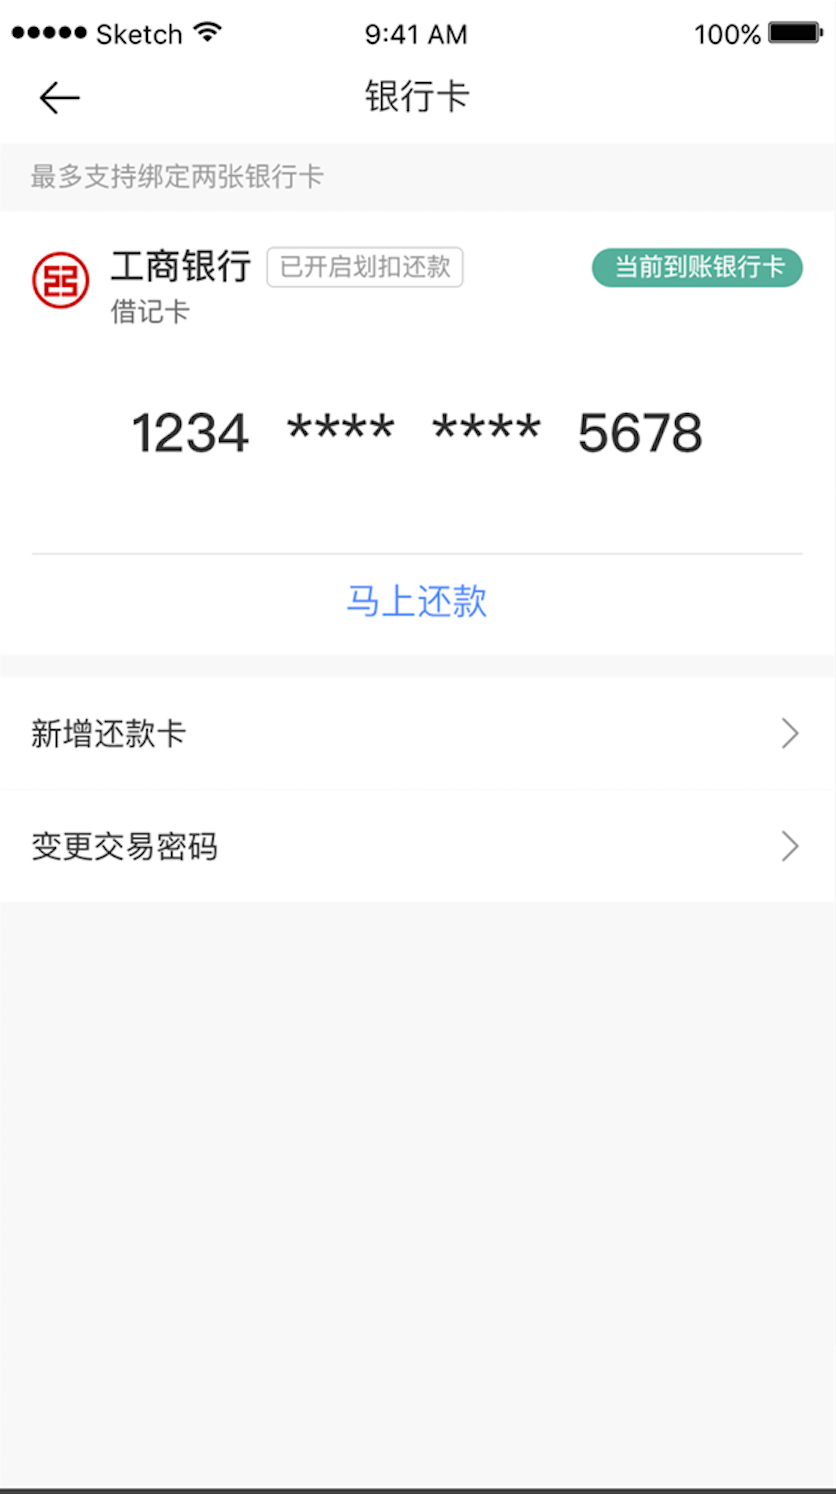 Sketch 9:41 AM 100%
银行卡
最多支持绑定两张银行卡
工商银行 已开启划扣还款 当前到账银行卡
借记卡
1234 **** **** 5678
马上还款
新增还款卡
变更交易密码